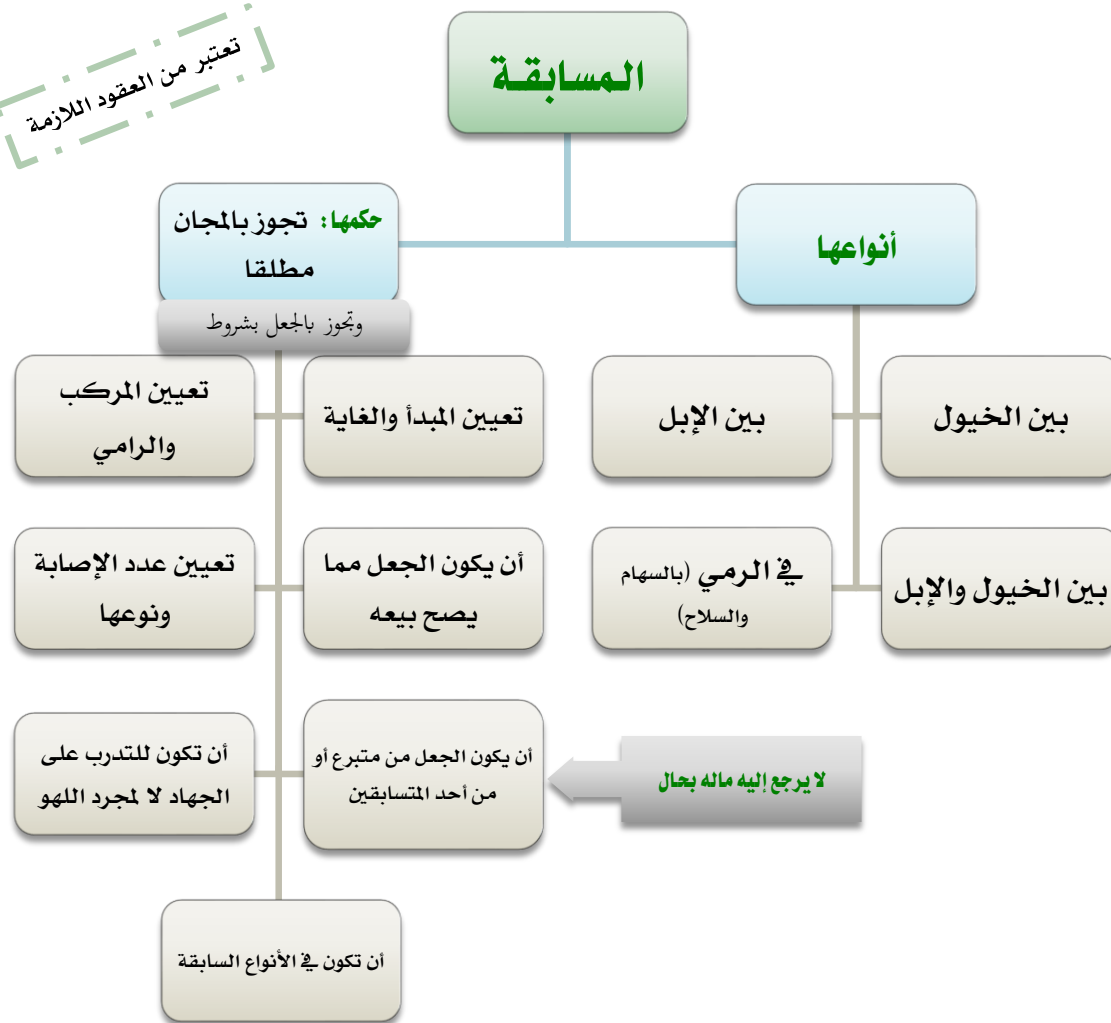 تعتبر من العقود اللازمة
المسابقة
أنواعها
حكمها: تجوز بالمجان
مطلقا
وتجوز بالجعل بشروط
بين الخيول
بين الإبل
بين الخيول والإبل
في الرمي (بالسهام
والسلاح)
تعيين المبدأ والغاية
تعيين المركب
والرامي
أن يكون الجعل مما
يصح بيعه
تعيين عدد الإصابة
ونوعها
لا يرجع إليه ماله بحال
أن يكون الجعل من متبرع أو
من أحد المتسابقين
أن تكون للتدرب على
الجهاد لا لمجرد اللهو
أن تكون في الأنواع السابقة